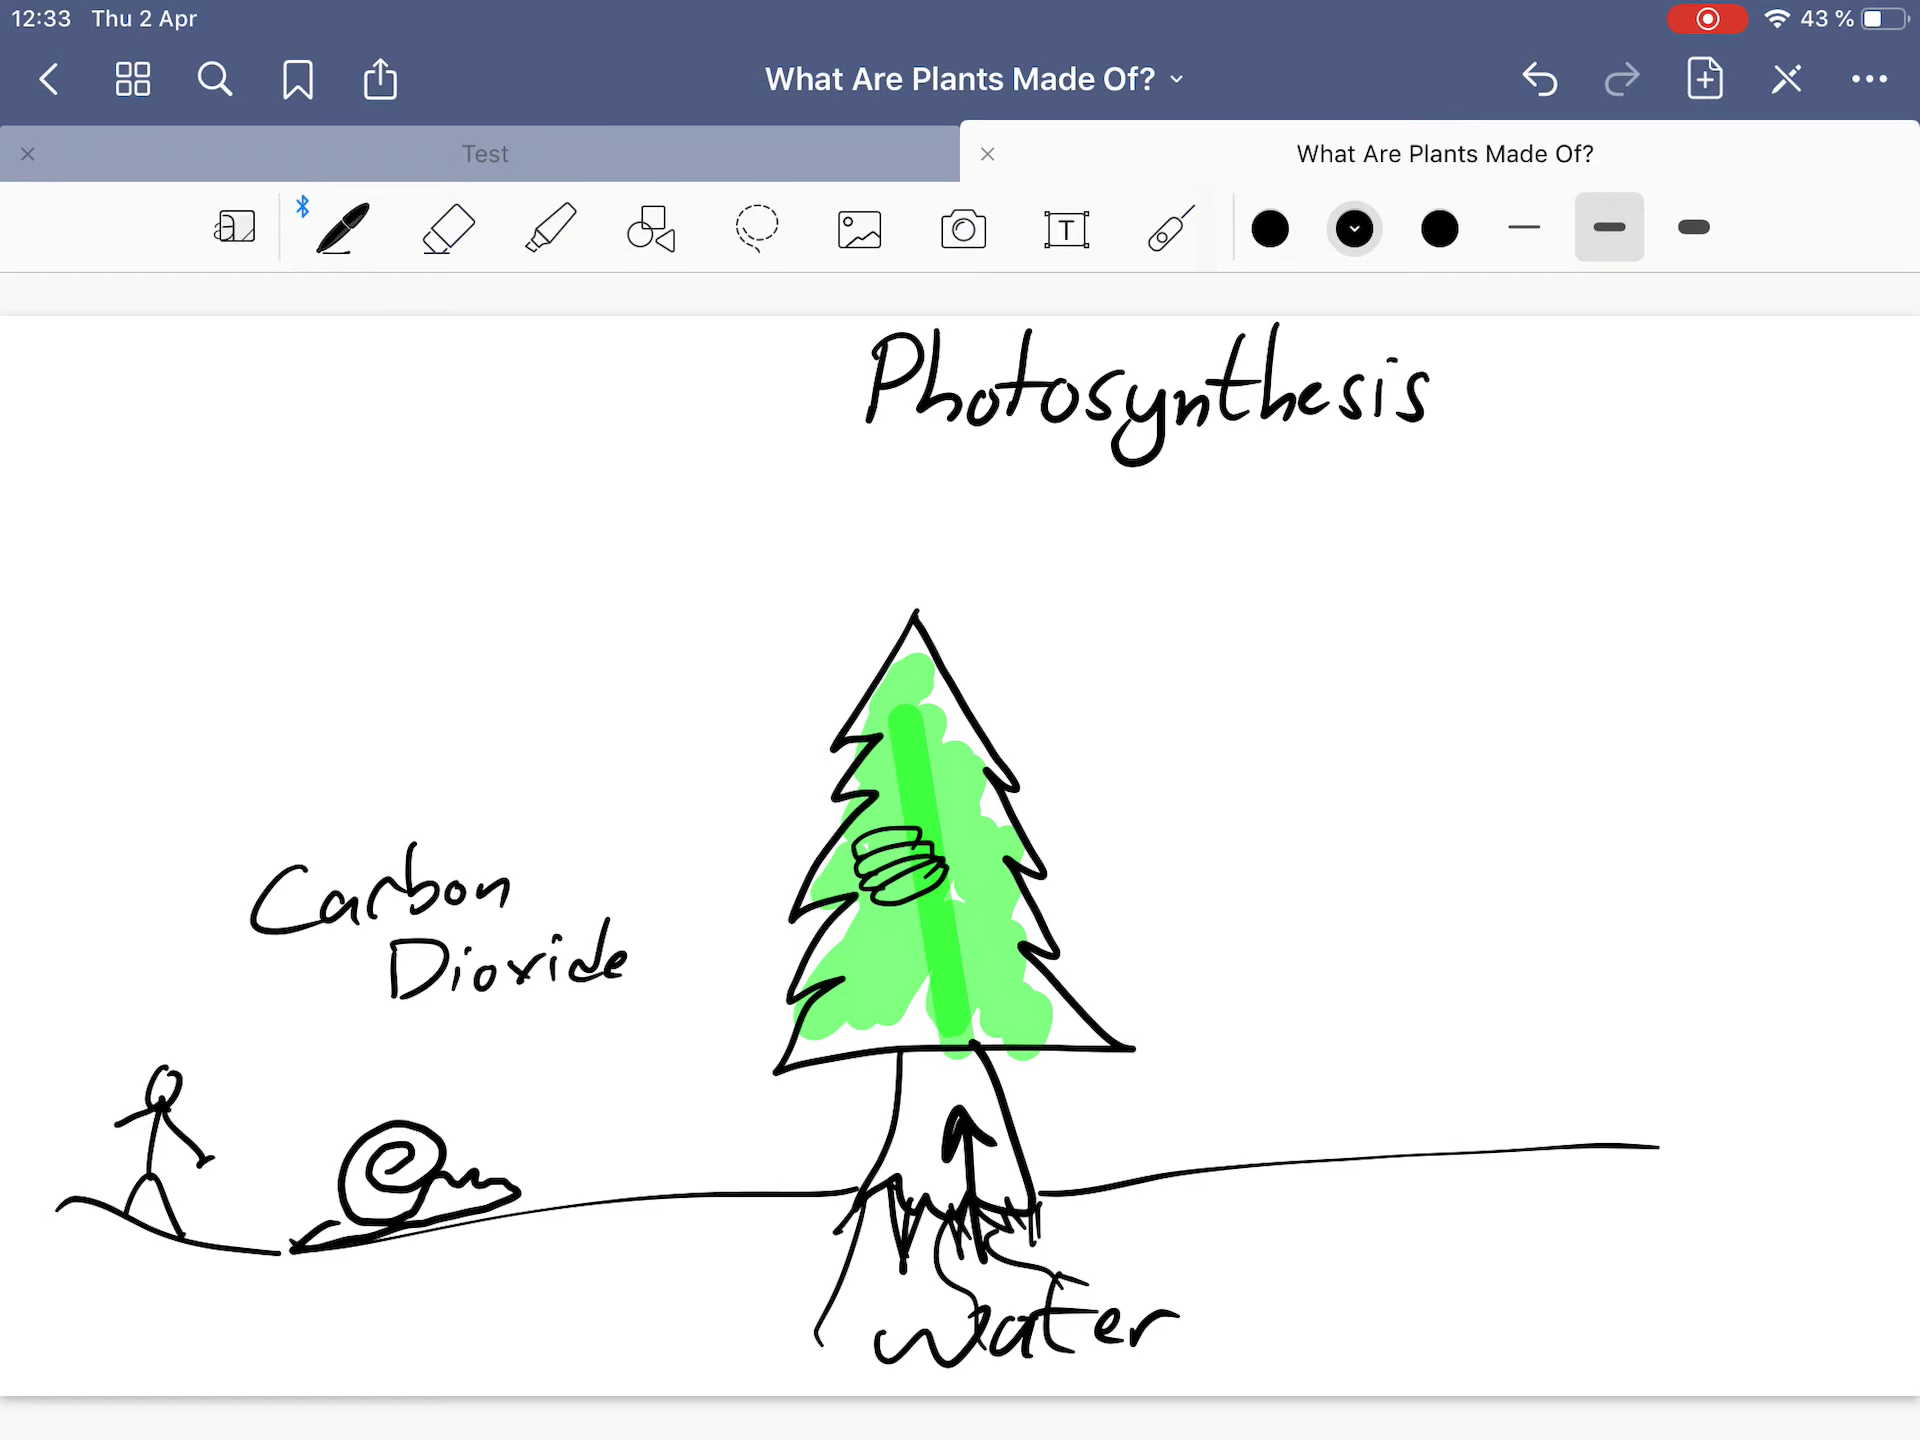 12:33 Thu 2 Apr 43 %
What Are Plants Made Of?
Test
What Are Plants Made Of?
Photosynthesis
Carbon
Dioxide
Water